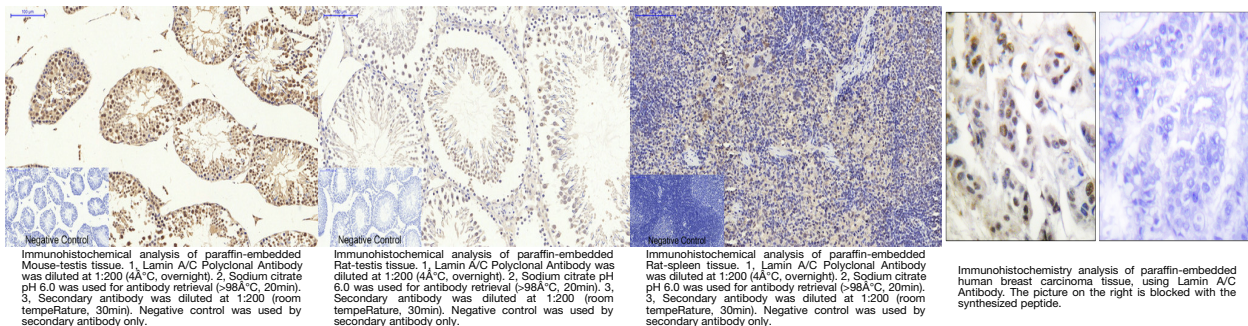 100 µm
Negative Control
Immunohistochemical analysis of paraffin-embedded
Mouse-testis tissue. 1, Lamin A/C Polyclonal Antibody
was diluted at 1:200 (4Â°C, overnight). 2, Sodium citrate
pH 6.0 was used for antibody retrieval (>98Â°C, 20min).
3, Secondary antibody was diluted at 1:200 (room
tempeRature, 30min). Negative control was used by
secondary antibody only.
Negative Control
Immunohistochemical analysis of paraffin-embedded
Rat-testis tissue. 1, Lamin A/C Polyclonal Antibody was
diluted at 1:200 (4Â°C, overnight). 2, Sodium citrate pH
6.0 was used for antibody retrieval (>98Â°C, 20min). 3,
Secondary antibody was diluted at 1:200 (room
tempeRature, 30min). Negative control was used by
secondary antibody only.
Negative Control
Immunohistochemical analysis of paraffin-embedded
Rat-spleen tissue. 1, Lamin A/C Polyclonal Antibody
was diluted at 1:200 (4Â°C, overnight). 2, Sodium citrate
pH 6.0 was used for antibody retrieval (>98Â°C, 20min).
3, Secondary antibody was diluted at 1:200 (room
tempeRature, 30min). Negative control was used by
secondary antibody only.
Immunohistochemistry analysis of paraffin-embedded
human breast carcinoma tissue, using Lamin A/C
Antibody. The picture on the right is blocked with the
synthesized peptide.